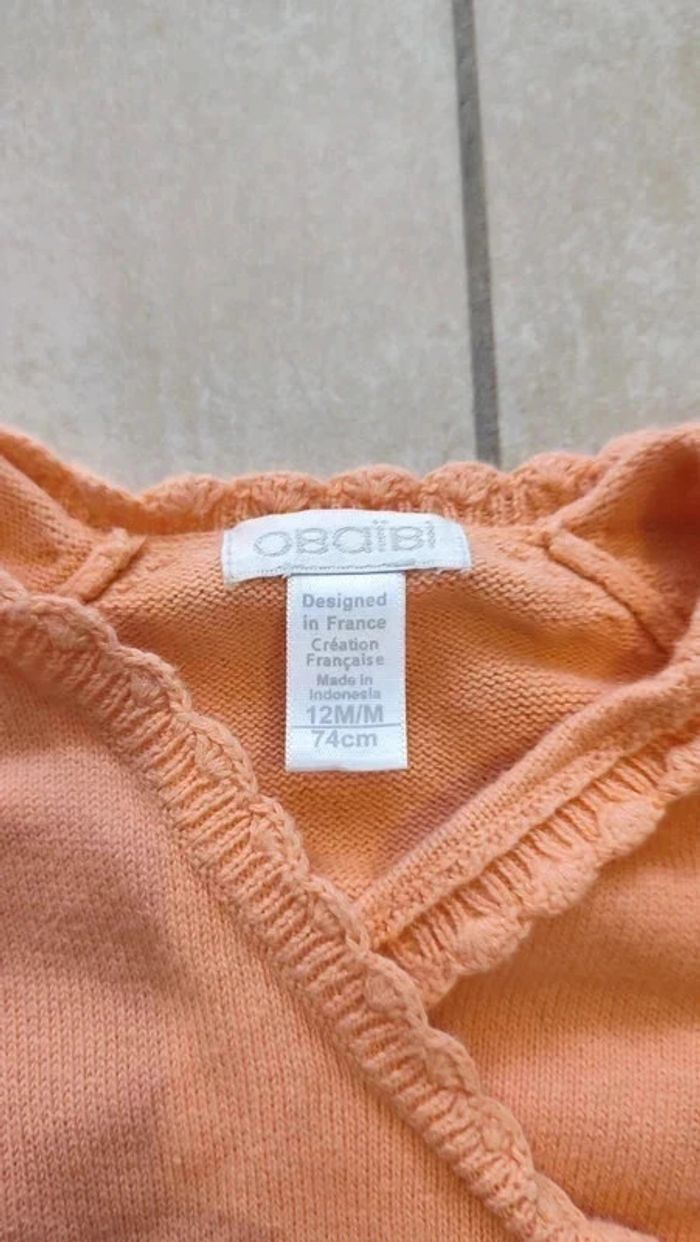 OBaïBI
Designed
in France
Création
Française
Made in
Indonesia
12M/M
74cm